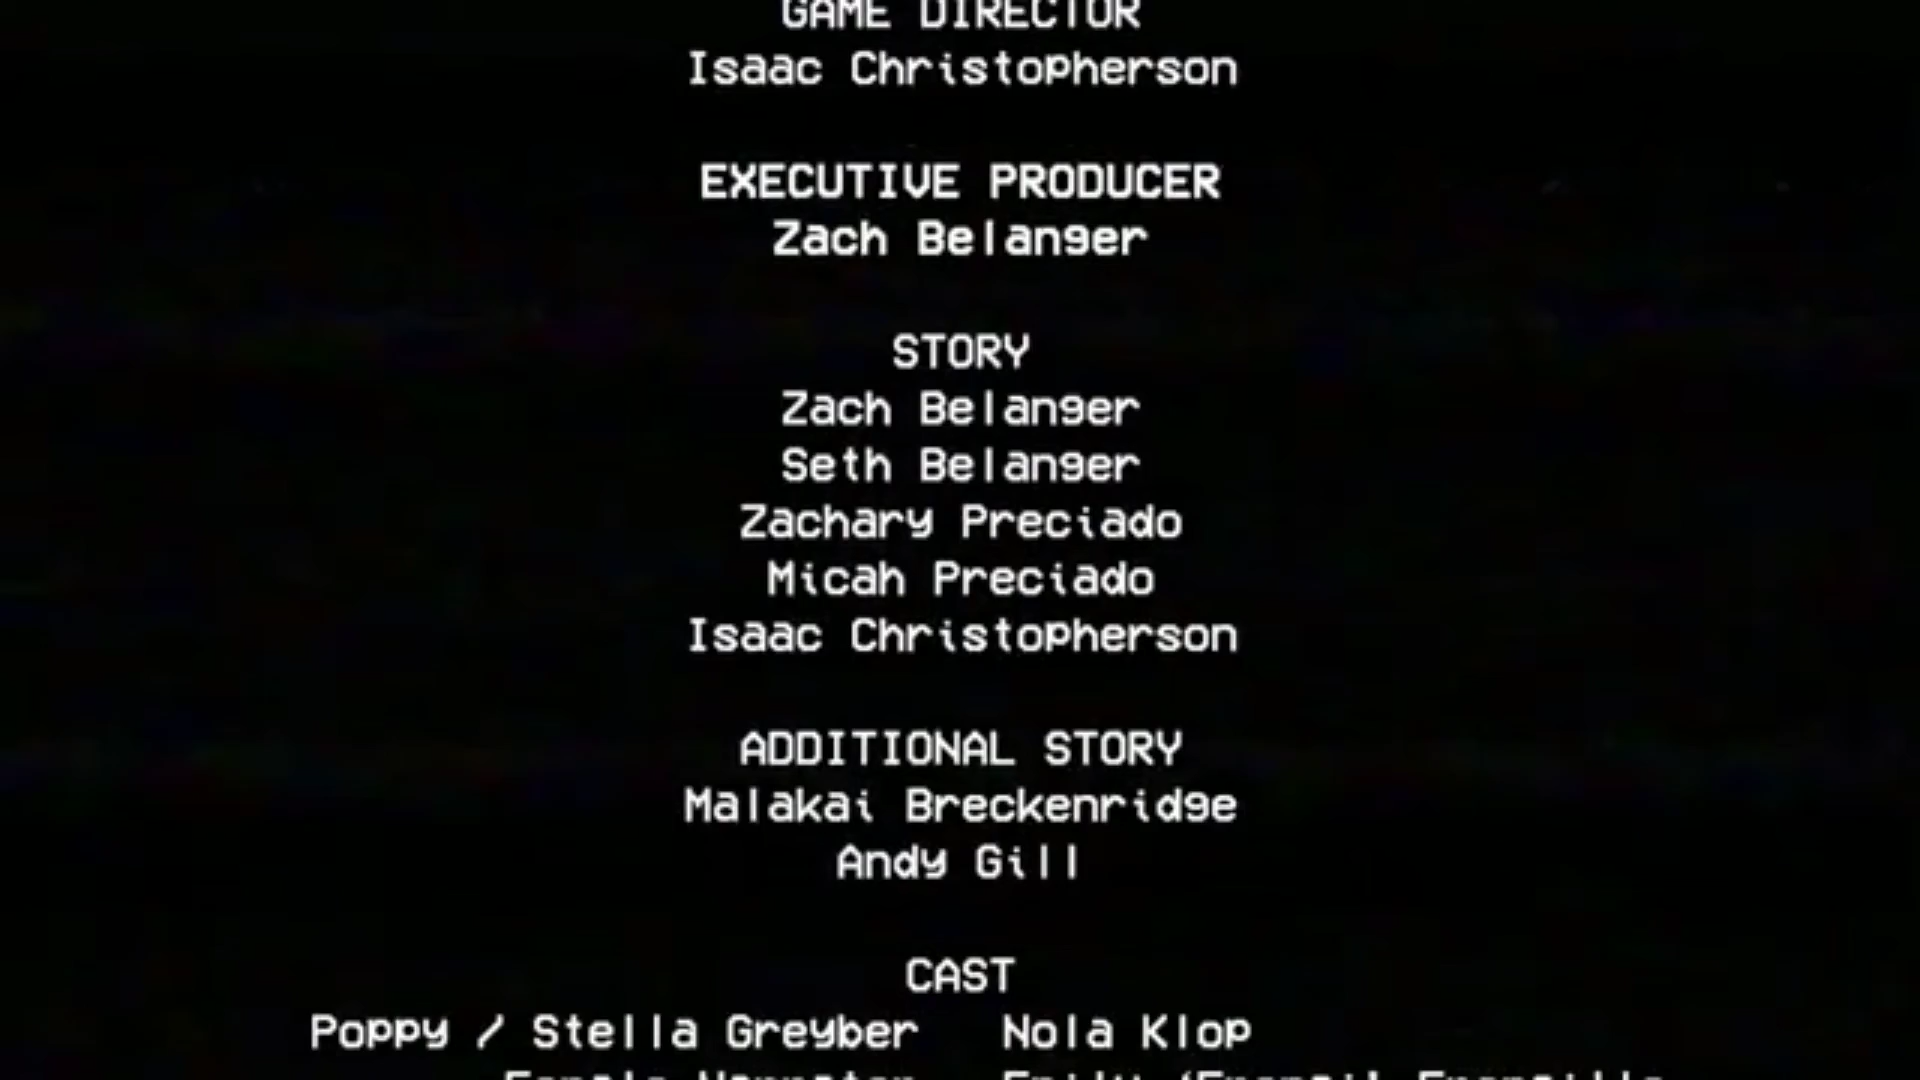 GAME DIRECTOR
Isaac Christopherson
EXECUTIVE PRODUCER
Zach Belanger
STORY
Zach Belanger
Seth Belanger
Zachary Preciado
Micah Preciado
Isaac Christopherson
ADDITIONAL STORY
Malakai Breckenridge
Andy Gill
CAST
Poppy / Stella Greyber Nola Klop